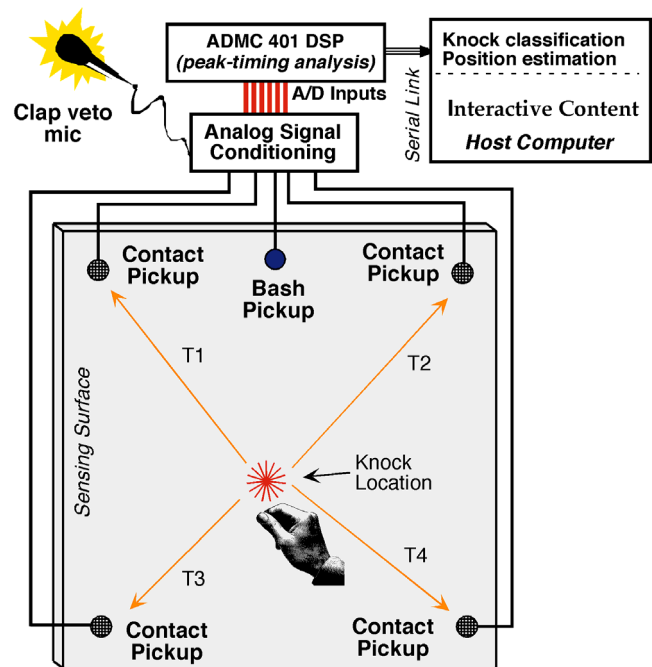 ADMC 401 DSP
(peak-timing analysis)
Knock classification
Position estimation
A/D Inputs
Clap veto
mic
Analog Signal
Conditioning
Serial Link
Interactive Content
Host Computer
Contact
Pickup
Bash
Pickup
Contact
Pickup
T1
T2
Sensing Surface
Knock
Location
T3
T4
Contact
Pickup
Contact
Pickup